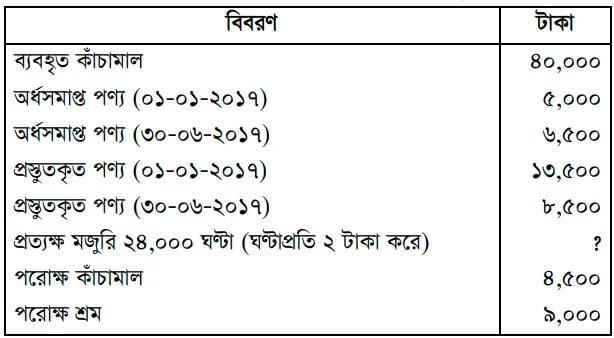 বিবরণ টাকা
ব্যবহৃত কাঁচামাল ৪০,০০০
অর্ধসমাপ্ত পণ্য (০১-০১-২০১৭) ৫,০০০
অর্ধসমাপ্ত পণ্য (৩০-০৬-২০১৭) ৬,৫০০
প্রস্তুতকৃত পণ্য (০১-০১-২০১৭) ১৩,৫০০
প্রস্তুতকৃত পণ্য (৩০-০৬-২০১৭) ৮,৫০০
প্রত্যক্ষ মজুরি ২৪,০০০ ঘণ্টা (ঘণ্টাপ্রতি ২ টাকা করে) ?
পরোক্ষ কাঁচামাল ৪,৫০০
পরোক্ষ শ্রম ৯,০০০